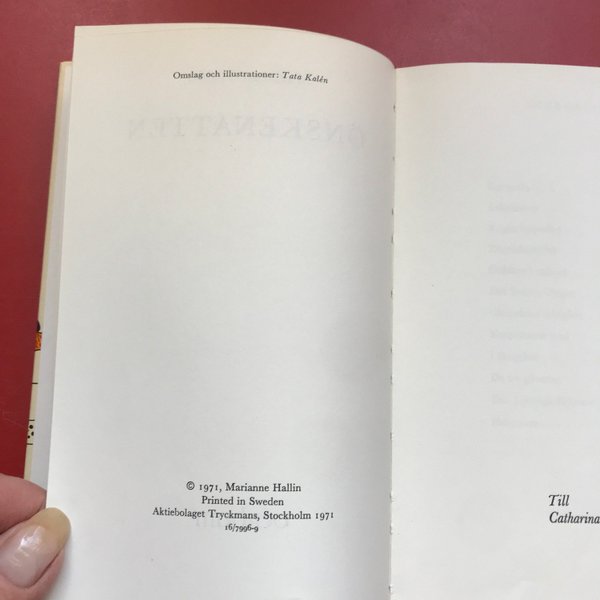 Omslag och illustrationer: Tata Kalén
© 1971, Marianne Hallin
Printed in Sweden
Aktiebolaget Tryckmans, Stockholm 1971
16/7996-9
Till
Catharina